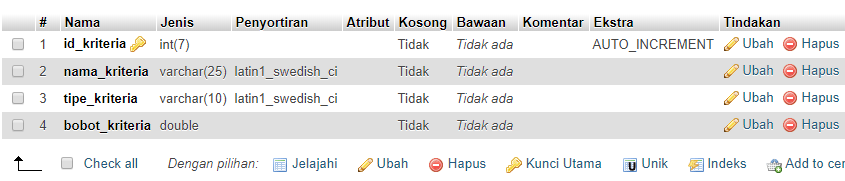 # Nama Jenis Penyortiran Atribut Kosong Bawaan Komentar Ekstra Tindakan
1 id_kriteria int(7) Tidak Tidak ada AUTO_INCREMENT Ubah Hapus
2 nama_kriteria varchar(25) latin1_swedish_ci Tidak Tidak ada Ubah Hapus
3 tipe_kriteria varchar(10) latin1_swedish_ci Tidak Tidak ada Ubah Hapus
4 bobot_kriteria double Tidak Tidak ada Ubah Hapus
Check all Dengan pilihan: Jelajahi Ubah Hapus Kunci Utama U Unik Indeks Add to cer